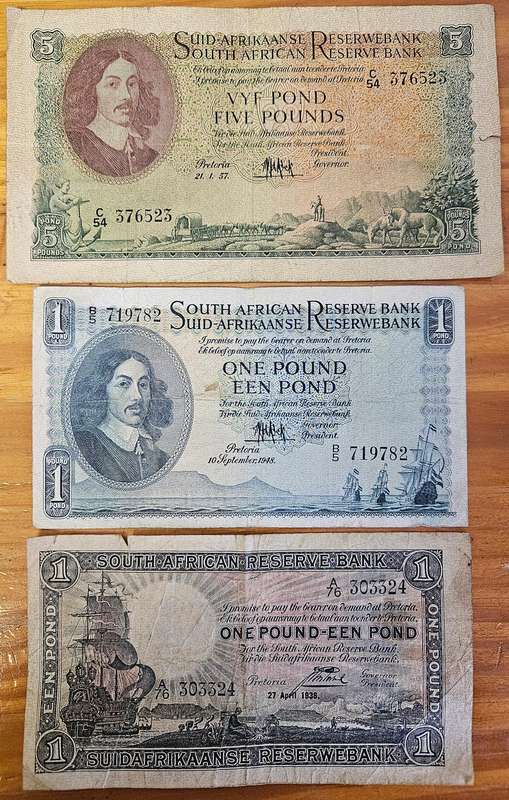 5
SUID-AFRIKAANSE RESERWEBANK
SOUTH AFRICAN RESERVE BANK
5
Ek beloof op aanvraag te betaal aan toonder te Pretoria
I promise to pay the bearer on demand at Pretoria
C/54 376523
VYF POND
FIVE POUNDS
Vir die Suid-Afrikaanse Reserwebank
For the South African Reserve Bank
President.
Pretoria
Governor.
21. 1. 57.
C/54 376523
POND
5
POUNDS
POUNDS
5
POND
1
POUND
B/5 719782
SOUTH AFRICAN RESERVE BANK
SUID-AFRIKAANSE RESERWEBANK
1
POND
I promise to pay the bearer on demand at Pretoria
Ek beloof op aanvraag te betaal aan toonder te Pretoria.
ONE POUND
EEN POND
For the South African Reserve Bank
Vir die Suid-Afrikaanse Reserwebank
Governor.
President.
Pretoria
10 September, 1948.
B/5 719782
POUND
1
POND
1
SOUTH AFRICAN RESERVE BANK
1
A/76 303324
I promise to pay the bearer on demand at Pretoria.
Ek beloof op aanvraag te betaal aan toonder te Pretoria.
ONE POUND-EEN POND
For the South African Reserve Bank.
Vir die Suidafrikaanse Reserwebank.
Pretoria
Governor
President.
27 April 1938.
A/76 303324
EEN POND
ONE POUND
1
SUIDAFRIKAANSE RESERWEBANK
1